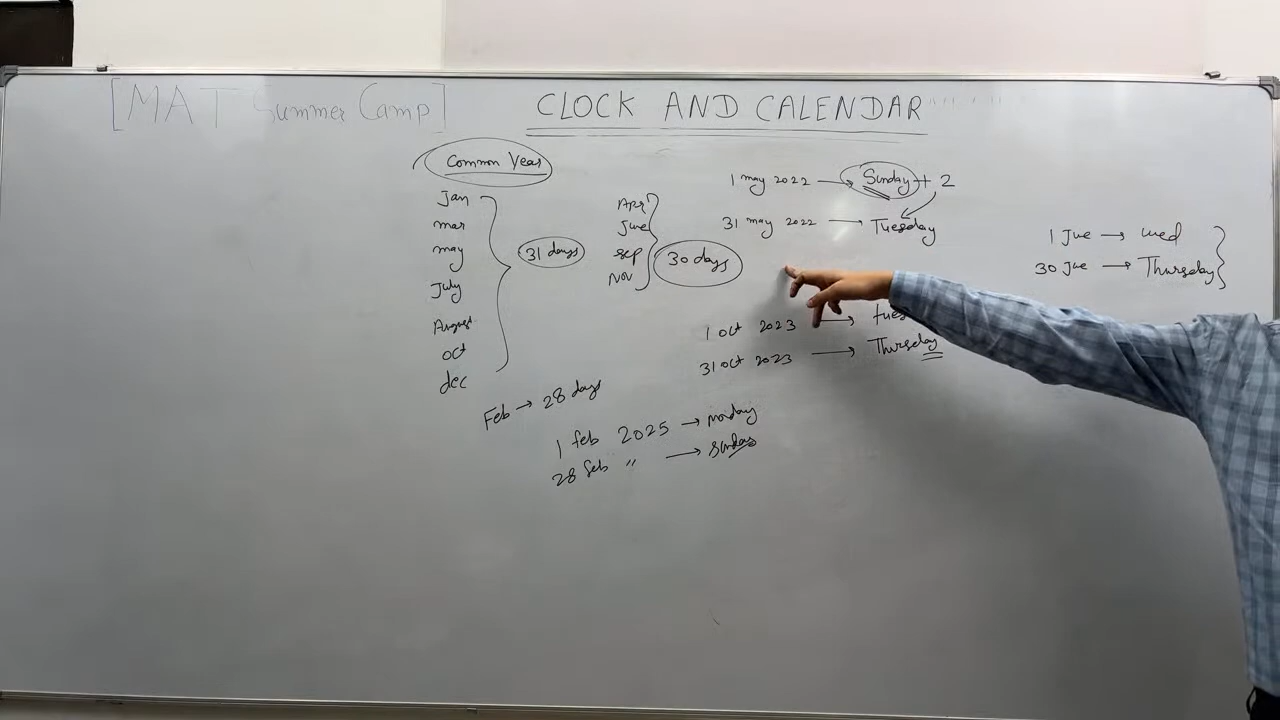 [MAT Summer Camp]
CLOCK AND CALENDAR
Common Year
Jan
mar
may
July
August
oct
dec
31 days
Apr
June
sep
Nov
30 days
Feb → 28 days
1 feb 2025 → monday
28 feb " → sunday
1 may 2022 → Sunday + 2
31 may 2022 → Tuesday
1 oct 2023 → tues
31 oct 2023 → Thursday
1 Jue → wed
30 Jue → Thursday